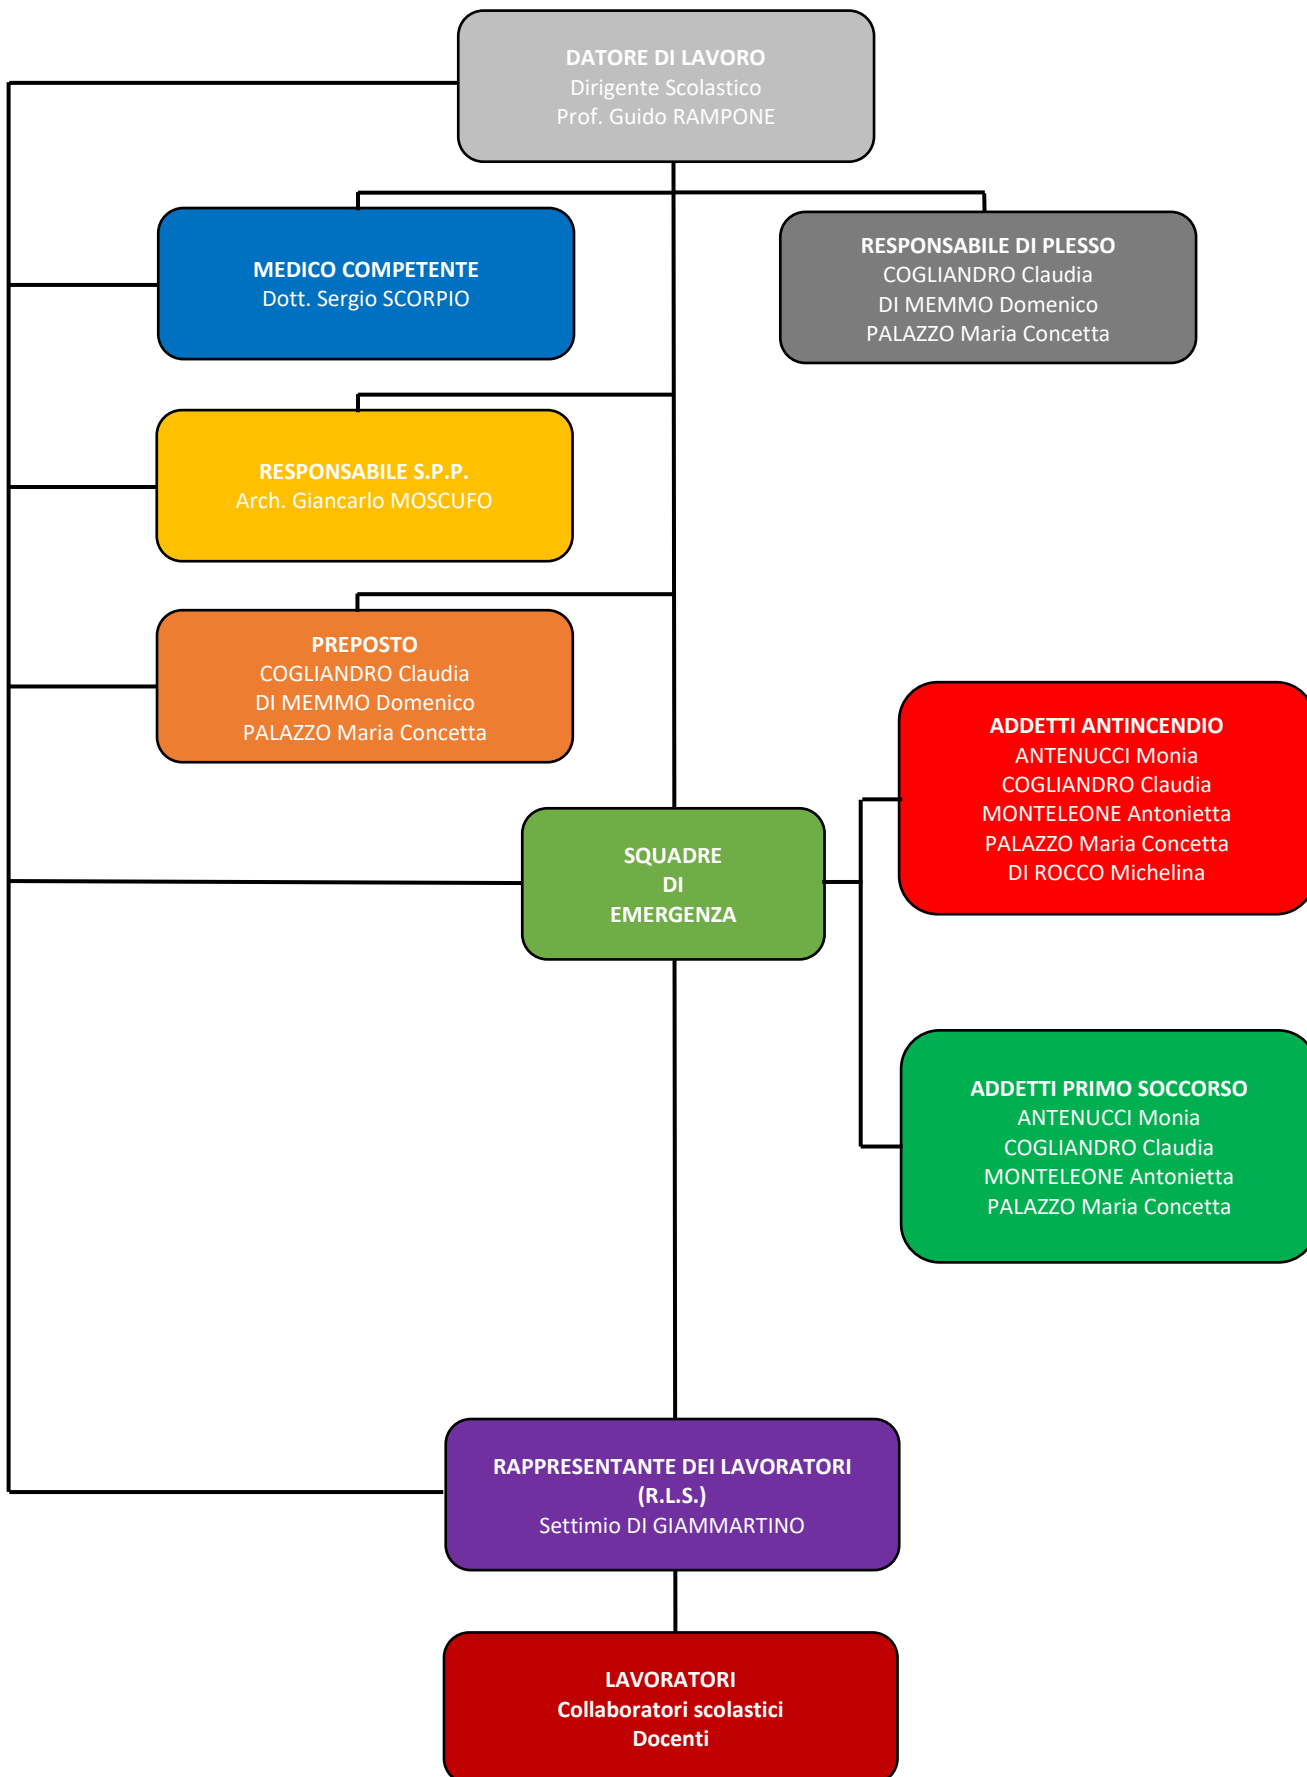 DATORE DI LAVORO
Dirigente Scolastico
Prof. Guido RAMPONE
MEDICO COMPETENTE
Dott. Sergio SCORPIO
RESPONSABILE DI PLESSO
COGLIANDRO Claudia
DI MEMMO Domenico
PALAZZO Maria Concetta
RESPONSABILE S.P.P.
Arch. Giancarlo MOSCUFO
PREPOSTO
COGLIANDRO Claudia
DI MEMMO Domenico
PALAZZO Maria Concetta
ADDETTI ANTINCENDIO
ANTENUCCI Monia
COGLIANDRO Claudia
MONTELEONE Antonietta
PALAZZO Maria Concetta
DI ROCCO Michelina
SQUADRE
DI
EMERGENZA
ADDETTI PRIMO SOCCORSO
ANTENUCCI Monia
COGLIANDRO Claudia
MONTELEONE Antonietta
PALAZZO Maria Concetta
RAPPRESENTANTE DEI LAVORATORI
(R.L.S.)
Settimio DI GIAMMARTINO
LAVORATORI
Collaboratori scolastici
Docenti